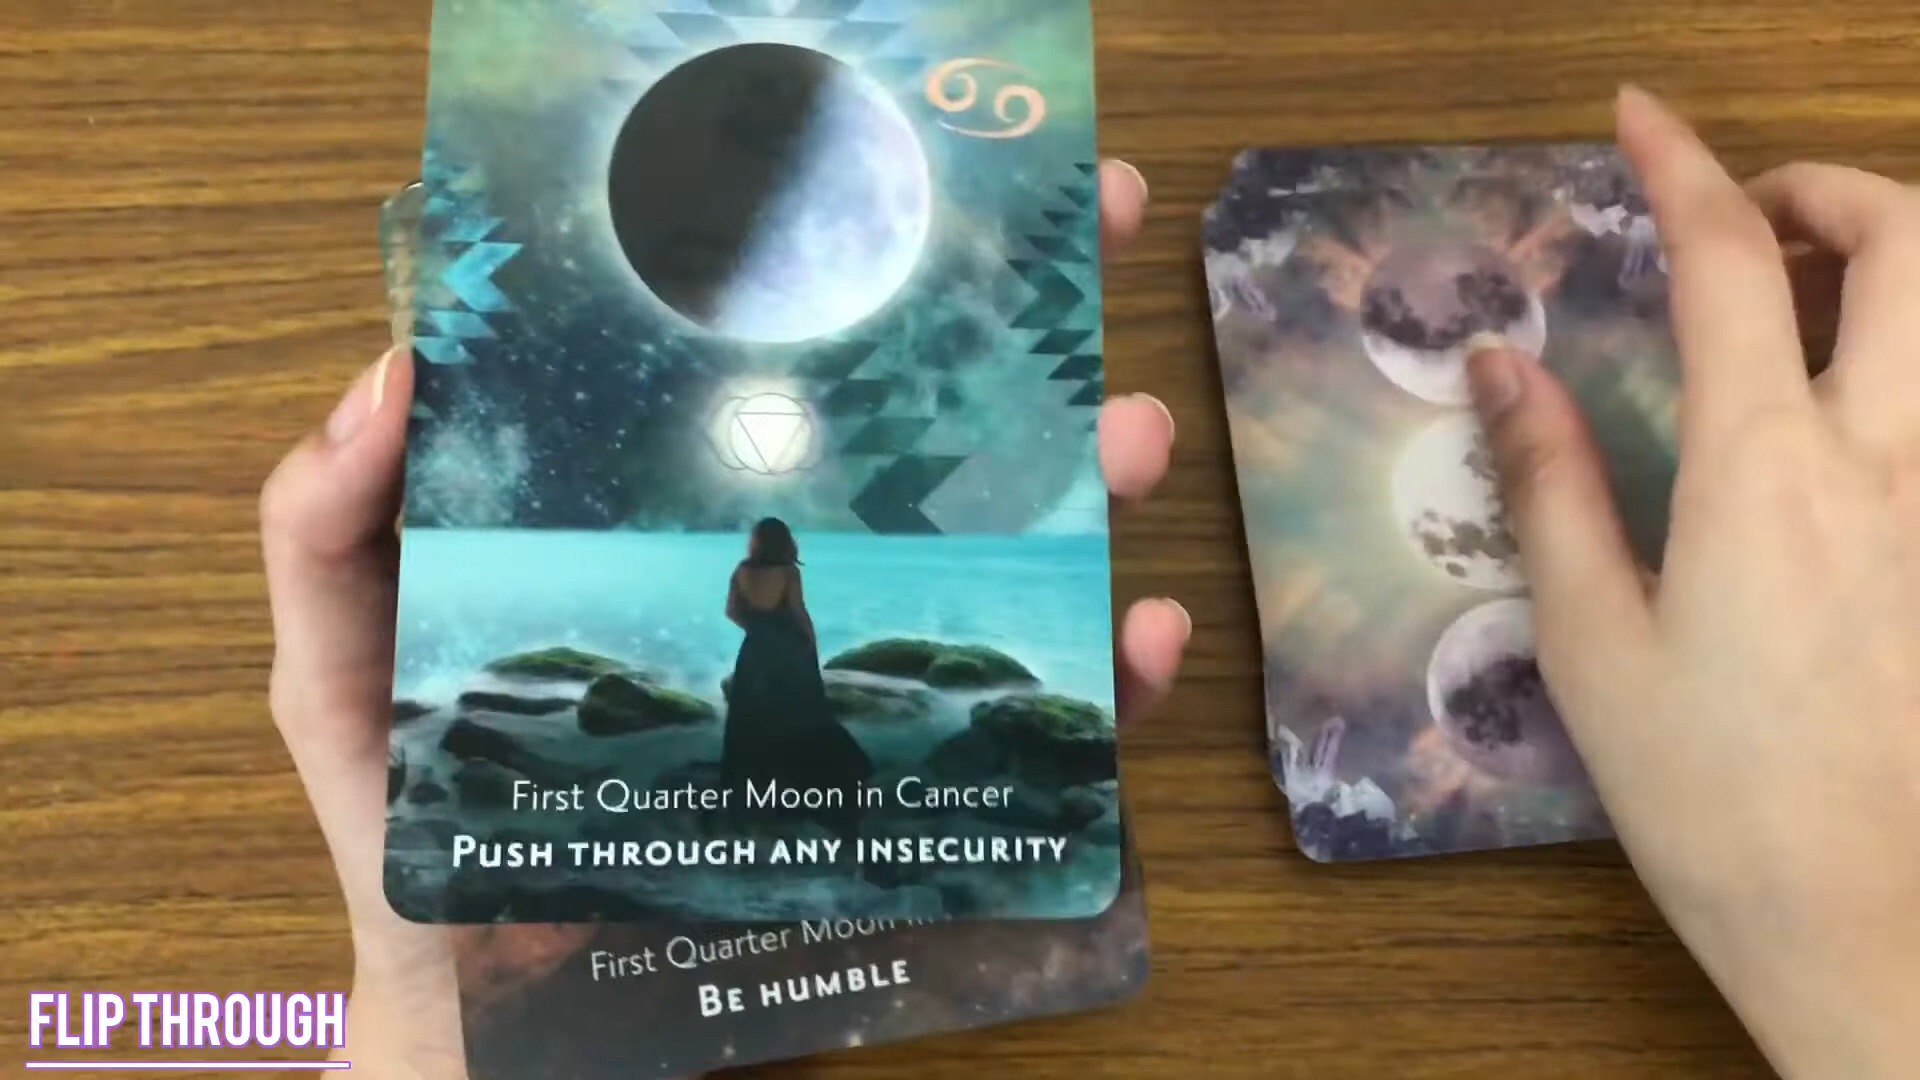 First Quarter Moon in Cancer
PUSH THROUGH ANY INSECURITY
First Quarter Moon
BE HUMBLE
FLIP THROUGH